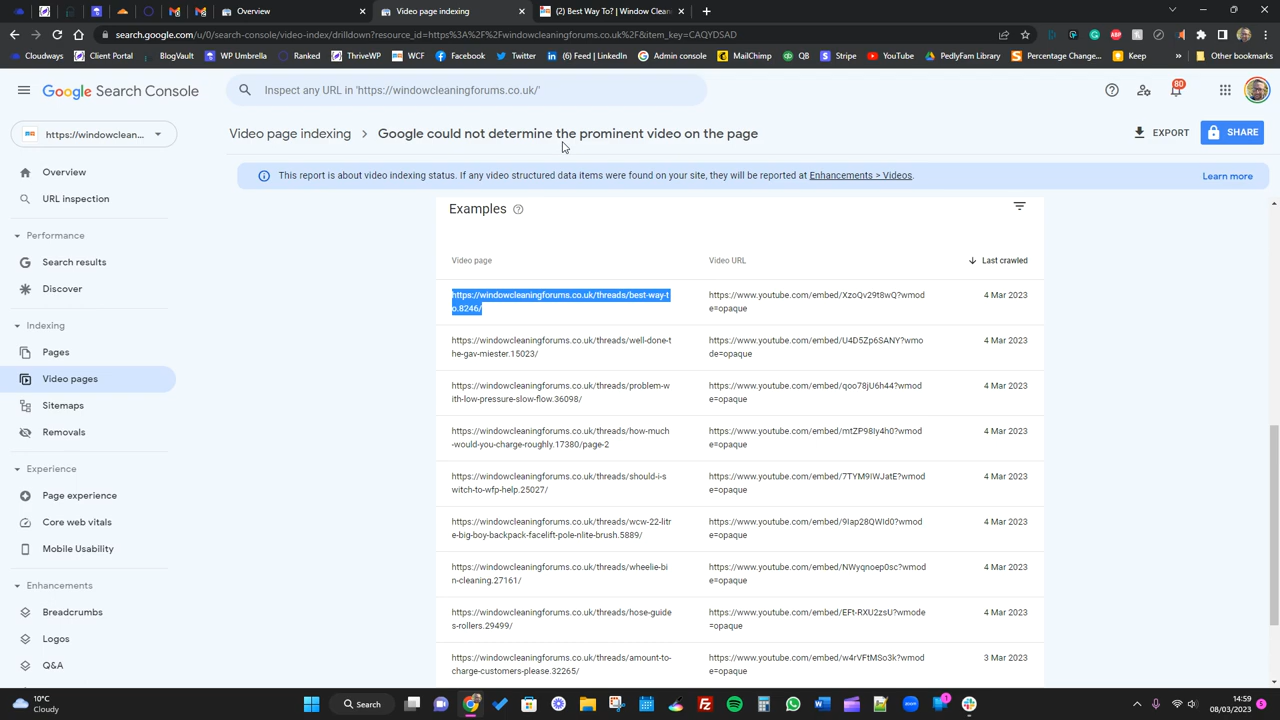 Overview
Page video indexing
(2) Best Way To? | Window Clean
search.google.com/u/0/search-console/video-index/drilldown?resource_id=https%3A%2F%2Fwindowcleaningforums.co.uk%2F&item_key=CAQYDSAD
Cloudways
Client Portal
BlogVault
WP Umbrella
ThriveWP
WCF
Facebook
Twitter
(6) Feed | LinkedIn
Admin console
MailChimp
QB
Stripe
YouTube
PedlyFam Library
Percentage Change...
Keep
Other bookmarks
Google Search Console
Inspect any URL in 'https://windowcleaningforums.co.uk/'
80
https://windowclean...
Video page indexing
Google could not determine the prominent video on the page
EXPORT
SHARE
This report is about video indexing status. If any video structured data items were found on your site, they will be reported at Enhancements > Videos.
Learn more
Overview
URL inspection
Performance
Search results
Discover
Indexing
Pages
Video pages
Sitemaps
Removals
Experience
Page experience
Core web vitals
Mobile Usability
Enhancements
Breadcrumbs
Logos
Q&A
Examples
Video page
Video URL
Last crawled
https://windowcleaningforums.co.uk/threads/best-way-t
o.8246/
https://www.youtube.com/embed/XzoQv29t8wQ?wmod
e=opaque
4 Mar 2023
https://windowcleaningforums.co.uk/threads/well-done-t
he-gav-miester.15023/
https://www.youtube.com/embed/U4D5Zp6SANY?wmo
de=opaque
4 Mar 2023
https://windowcleaningforums.co.uk/threads/problem-w
ith-low-pressure-slow-flow.36098/
https://www.youtube.com/embed/qoo78jU6h44?wmod
e=opaque
4 Mar 2023
https://windowcleaningforums.co.uk/threads/how-much
-would-you-charge-roughly.17380/page-2
https://www.youtube.com/embed/mtZP98Iy4h0?wmod
e=opaque
4 Mar 2023
https://windowcleaningforums.co.uk/threads/should-i-s
witch-to-wfp-help.25027/
https://www.youtube.com/embed/7TYM9IWJatE?wmod
e=opaque
4 Mar 2023
https://windowcleaningforums.co.uk/threads/wcw-22-litr
e-big-boy-backpack-facelift-pole-nlite-brush.5889/
https://www.youtube.com/embed/9Iap28QWId0?wmod
e=opaque
4 Mar 2023
https://windowcleaningforums.co.uk/threads/wheelie-bi
n-cleaning.27161/
https://www.youtube.com/embed/NWyqnoep0sc?wmod
e=opaque
4 Mar 2023
https://windowcleaningforums.co.uk/threads/hose-guide
s-rollers.29499/
https://www.youtube.com/embed/EFt-RXU2zsU?wmode
=opaque
4 Mar 2023
https://windowcleaningforums.co.uk/threads/amount-to-
charge-customers-please.32265/
https://www.youtube.com/embed/w4rVFtMSo3k?wmod
e=opaque
3 Mar 2023
10°C
Cloudy
Search
14:59
08/03/2023